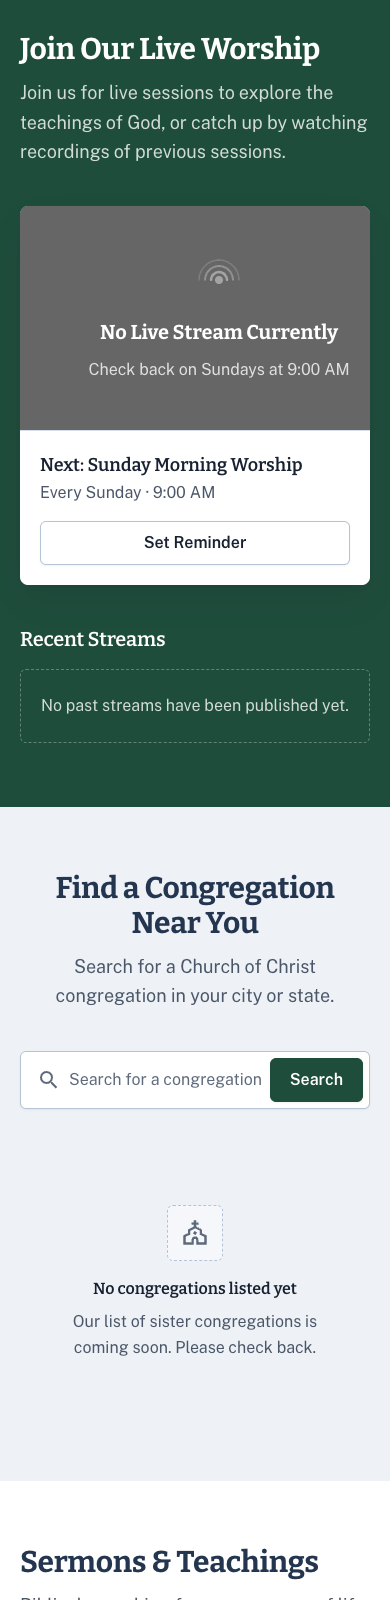 Join Our Live Worship
Join us for live sessions to explore the
teachings of God, or catch up by watching
recordings of previous sessions.
No Live Stream Currently
Check back on Sundays at 9:00 AM
Next: Sunday Morning Worship
Every Sunday · 9:00 AM
Set Reminder
Recent Streams
No past streams have been published yet.
Find a Congregation
Near You
Search for a Church of Christ
congregation in your city or state.
Search for a congregation
Search
No congregations listed yet
Our list of sister congregations is
coming soon. Please check back.
Sermons & Teachings